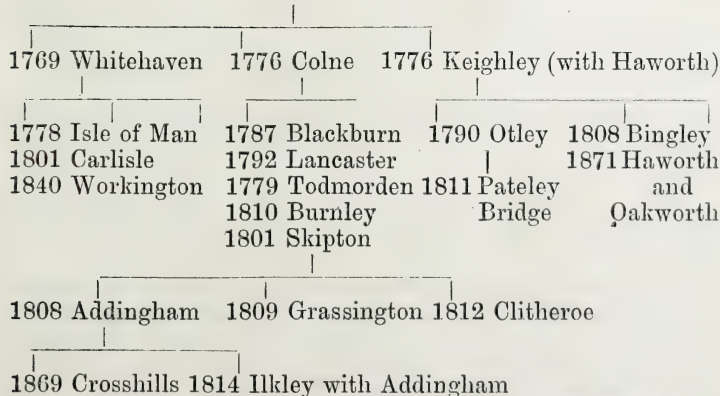 1769 Whitehaven 1776 Colne 1776 Keighley (with Haworth)
1778 Isle of Man 1787 Blackburn 1790 Otley 1808 Bingley
1801 Carlisle 1792 Lancaster 1871 Haworth
1840 Workington 1779 Todmorden 1811 Pateley and
1810 Burnley Bridge Oakworth
1801 Skipton
1808 Addingham 1809 Grassington 1812 Clitheroe
1869 Crosshills 1814 Ilkley with Addingham